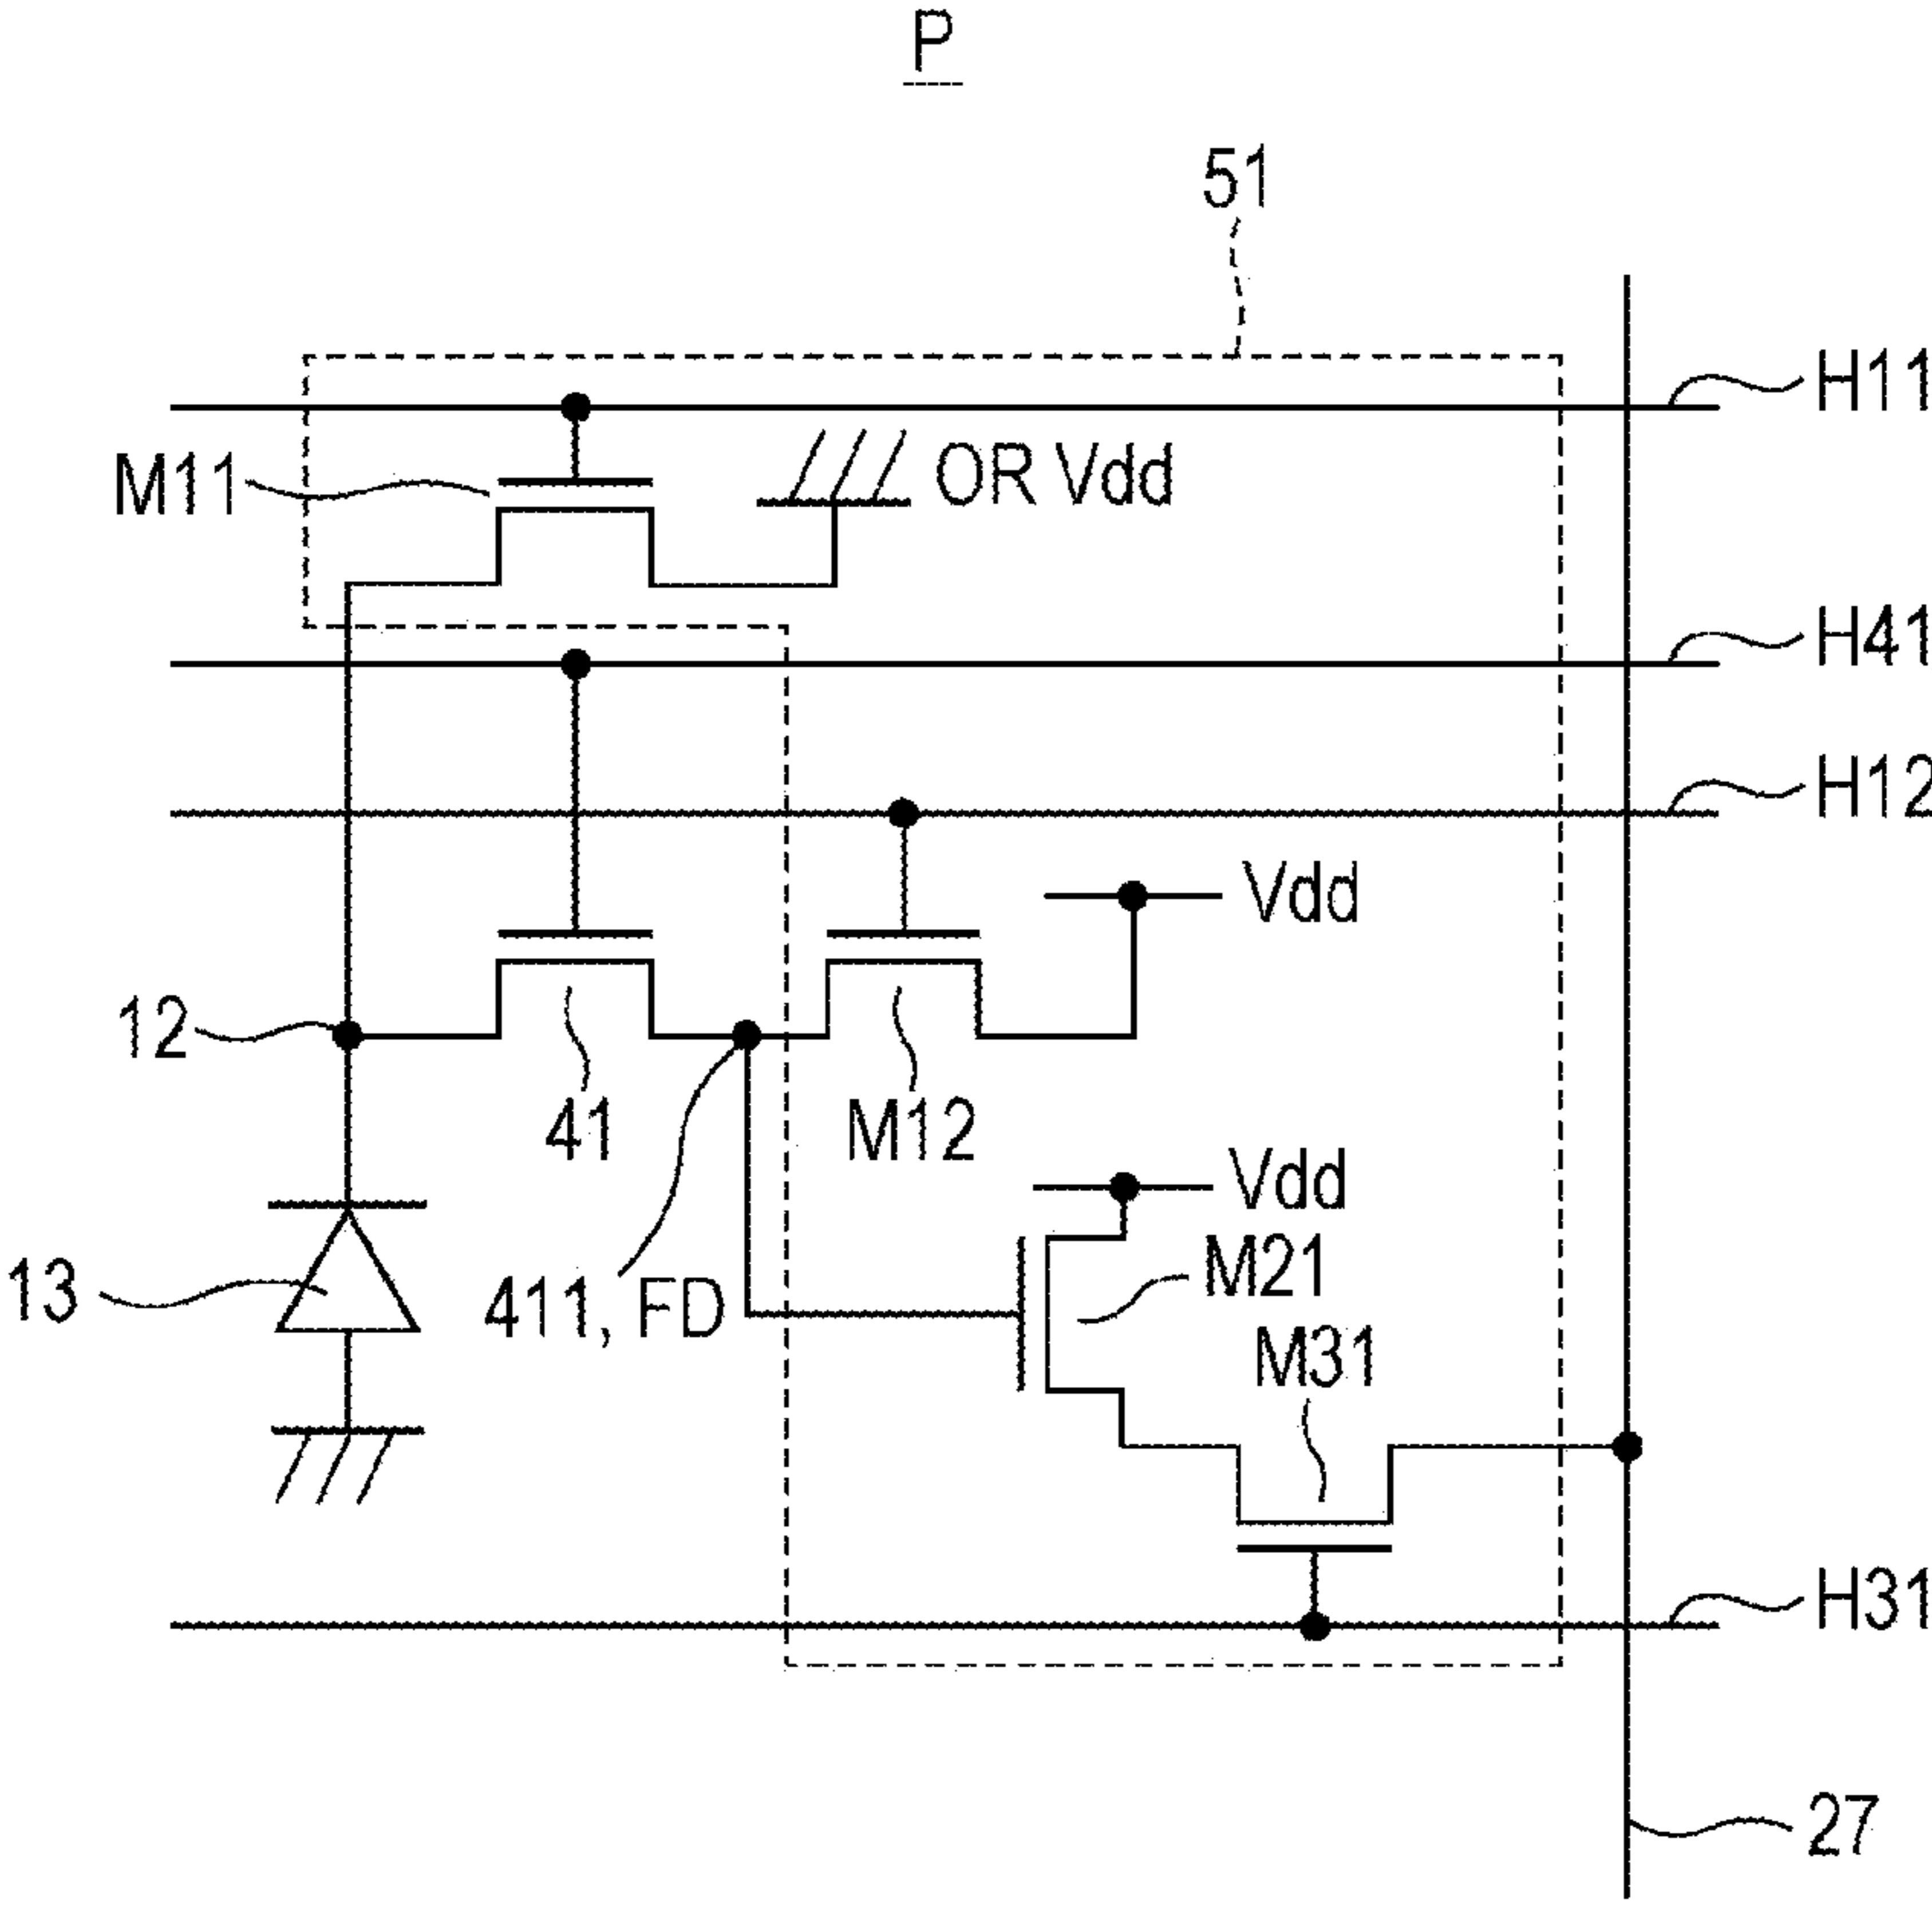 P
51
H11
M11
OR Vdd
H41
H12
Vdd
12
41
M12
Vdd
M21
13
411, FD
M31
H31
27